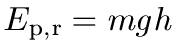 E_{p,r} = mgh